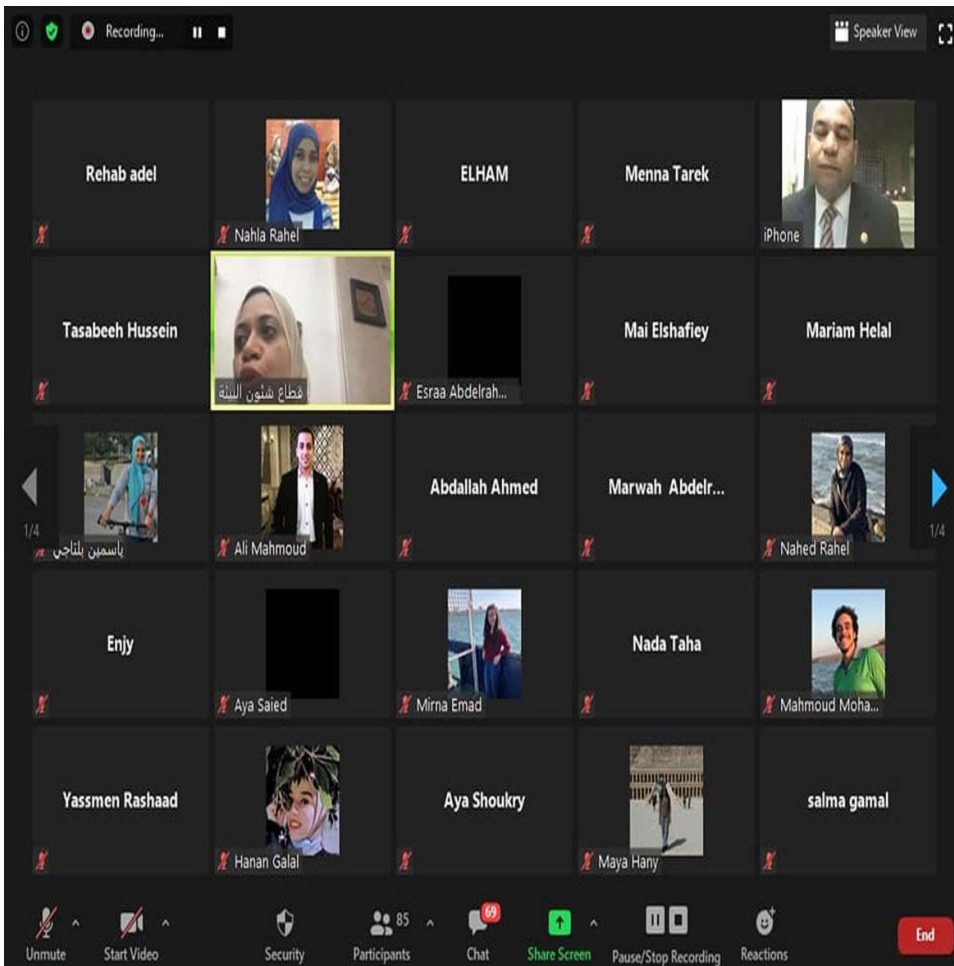 Recording...
Speaker View
Rehab adel
Nahla Rahel
ELHAM
Menna Tarek
iPhone
Tasabeeh Hussein
قطاع شئون البيئة
Esraa Abdelrah...
Mai Elshafiey
Mariam Helal
1/4
ياسمين بلتاجي
Ali Mahmoud
Abdallah Ahmed
Marwah Abdelr...
Nahed Rahel
1/4
Enjy
Aya Saied
Mirna Emad
Nada Taha
Mahmoud Moha...
Yassmen Rashaad
Hanan Galal
Aya Shoukry
Maya Hany
salma gamal
Unmute
Start Video
Security
85
Participants
69
Chat
Share Screen
Pause/Stop Recording
Reactions
End